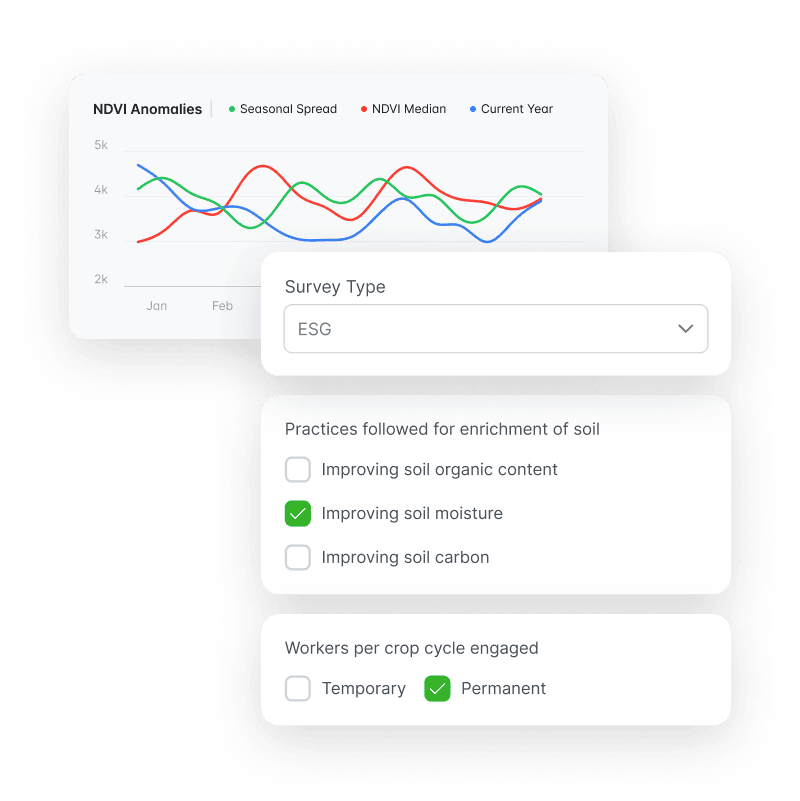 NDVI Anomalies Seasonal Spread NDVI Median Current Year
5k
4k
3k
2k
Jan Feb
Survey Type
ESG
Practices followed for enrichment of soil
Improving soil organic content
Improving soil moisture
Improving soil carbon
Workers per crop cycle engaged
Temporary Permanent